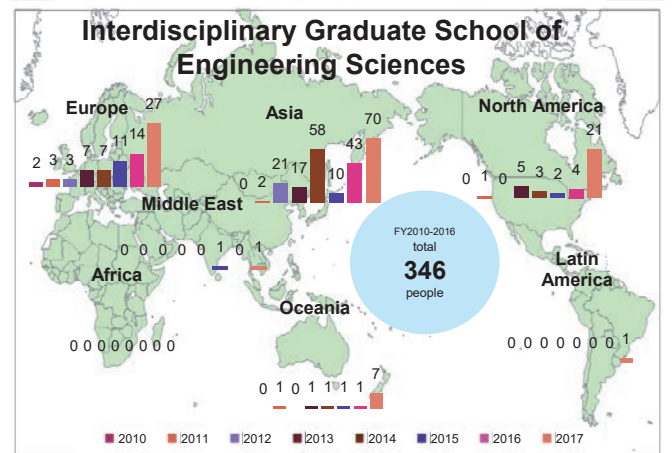 Interdisciplinary Graduate School of
Engineering Sciences
Europe
2 3 3 7 7 11 14 27
Asia
0 2 21 17 58 10 43 70
North America
0 1 0 5 3 2 4 21
Middle East
0 0 0 0 0 1 0 1
Africa
0 0 0 0 0 0 0 0
FY2010-2016
total
346
people
Latin
America
0 0 0 0 0 0 0 1
Oceania
0 1 0 1 1 1 1 7
2010 2011 2012 2013 2014 2015 2016 2017